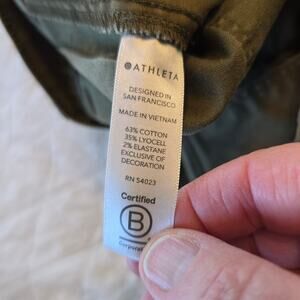 ATHLETA
DESIGNED IN
SAN FRANCISCO
MADE IN VIETNAM
63% COTTON
35% LYOCELL
2% ELASTANE
EXCLUSIVE OF
DECORATION
RN 54023
Certified
B
Corporation